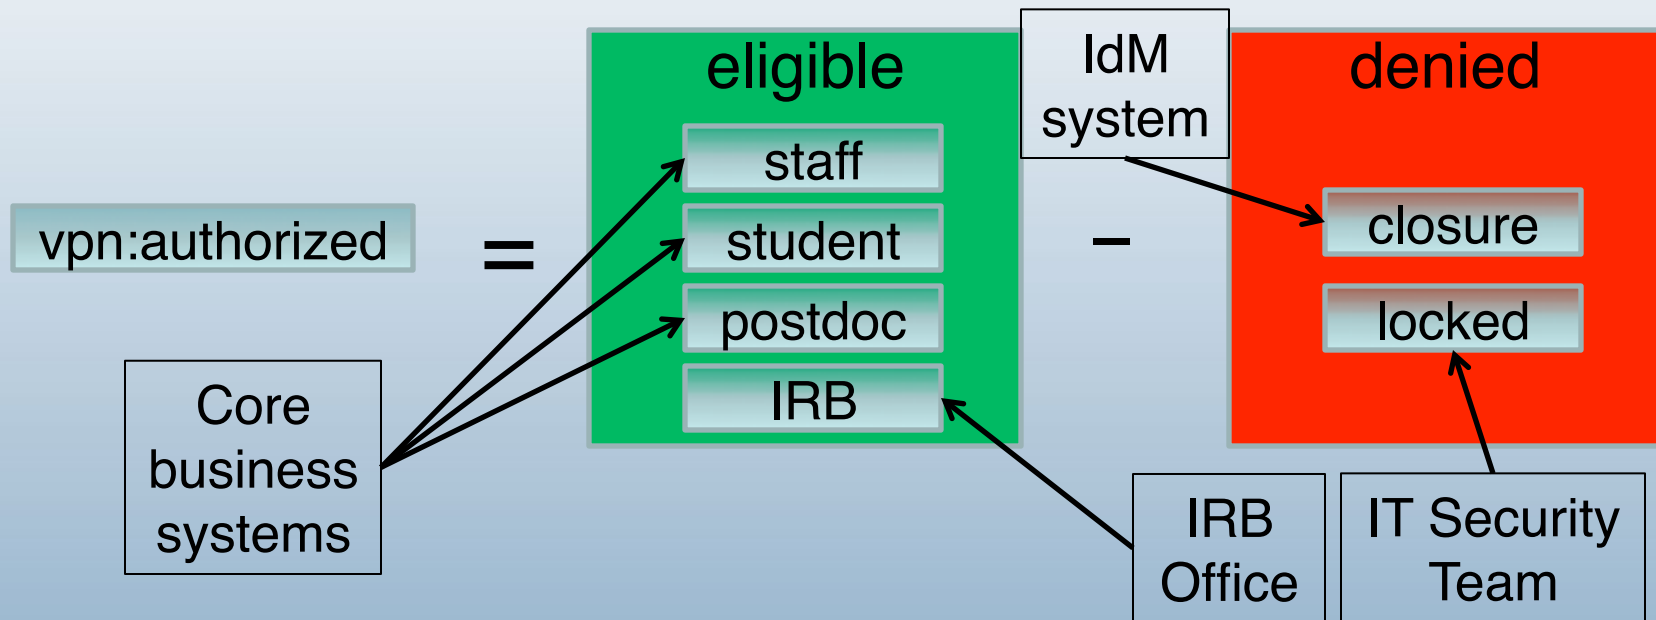 eligible
IdM
system
denied
staff
student
postdoc
IRB
vpn:authorized
=
-
closure
locked
Core
business
systems
IRB
Office
IT Security
Team